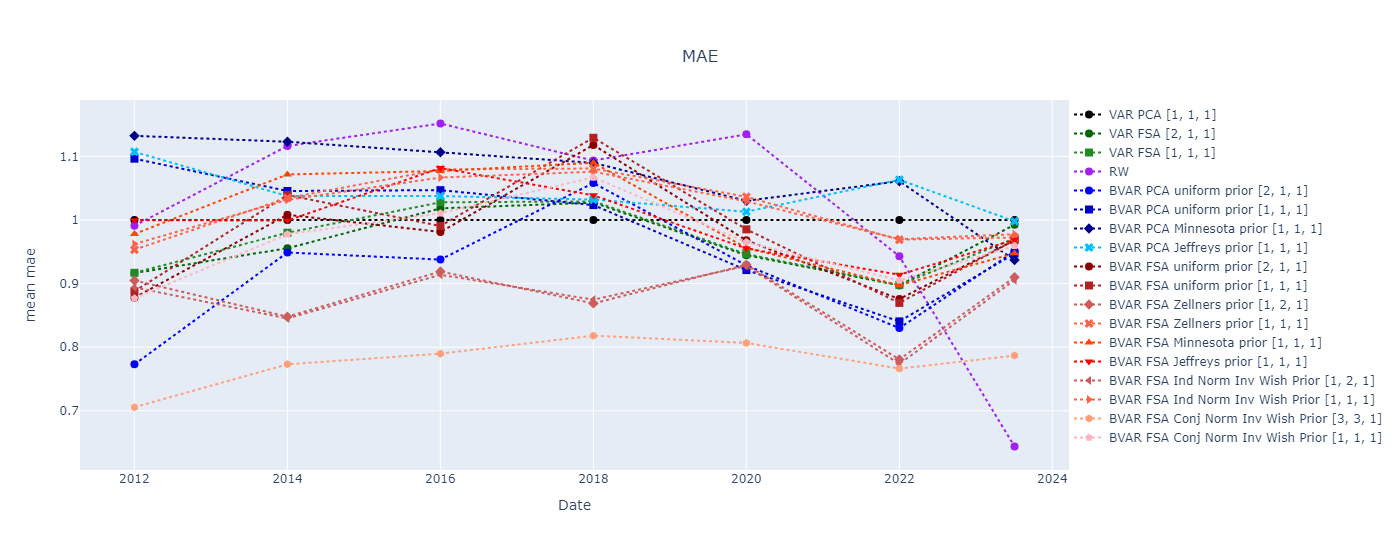 MAE
mean mae
1.1
1
0.9
0.8
0.7
2012
2014
2016
2018
2020
2022
2024
Date
VAR PCA [1, 1, 1]
VAR FSA [2, 1, 1]
VAR FSA [1, 1, 1]
RW
BVAR PCA uniform prior [2, 1, 1]
BVAR PCA uniform prior [1, 1, 1]
BVAR PCA Minnesota prior [1, 1, 1]
BVAR PCA Jeffreys prior [1, 1, 1]
BVAR FSA uniform prior [2, 1, 1]
BVAR FSA uniform prior [1, 1, 1]
BVAR FSA Zellners prior [1, 2, 1]
BVAR FSA Zellners prior [1, 1, 1]
BVAR FSA Minnesota prior [1, 1, 1]
BVAR FSA Jeffreys prior [1, 1, 1]
BVAR FSA Ind Norm Inv Wish Prior [1, 2, 1]
BVAR FSA Ind Norm Inv Wish Prior [1, 1, 1]
BVAR FSA Conj Norm Inv Wish Prior [3, 3, 1]
BVAR FSA Conj Norm Inv Wish Prior [1, 1, 1]